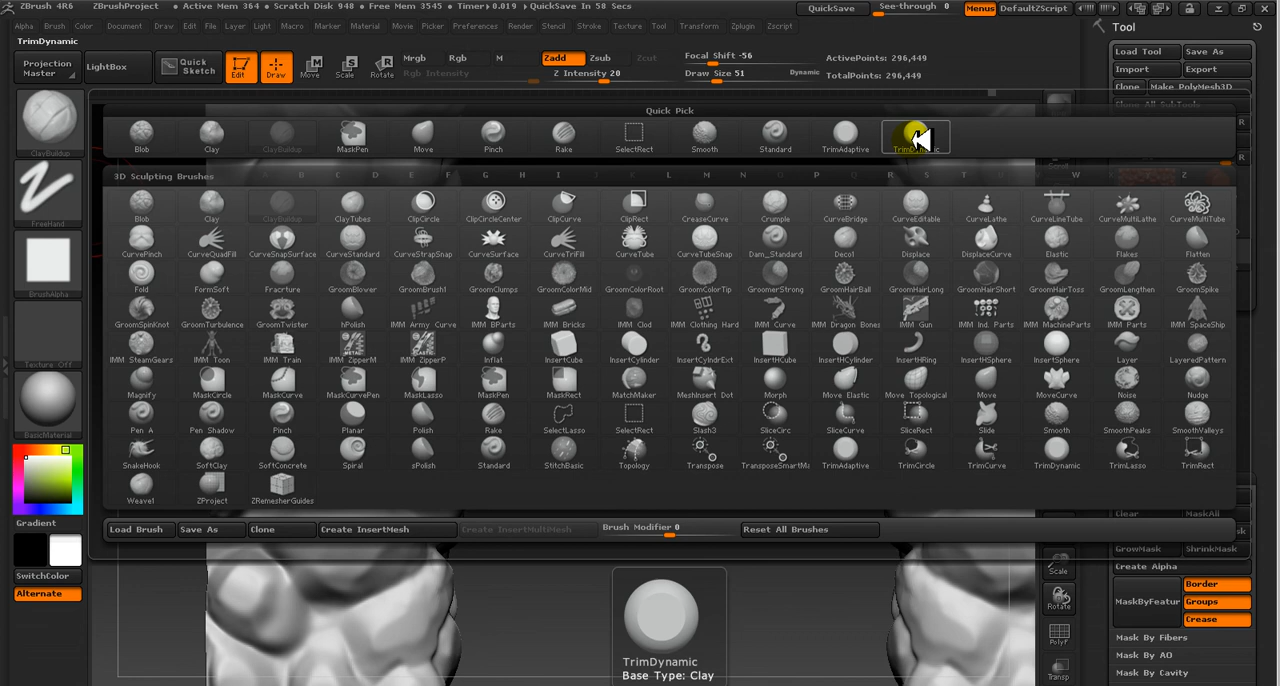 ZBrush 4R6 ZBrushProject • Active Mem 364 • Scratch Disk 948 • Free Mem 3545 • Timer▸0.019 • QuickSave In 58 Secs QuickSave See-through 0 Menus DefaultZScript
Alpha Brush Color Document Draw Edit File Layer Light Macro Marker Material Movie Picker Preferences Render Stencil Stroke Texture Tool Transform Zplugin Zscript Tool
TrimDynamic
Load Tool Save As
Projection Master LightBox Quick Sketch Edit Draw Move Scale Rotate
Mrgb Rgb M Zadd Zsub Zcut Focal Shift -56 ActivePoints: 296,449
Rgb Intensity Z Intensity 20 Draw Size 51 Dynamic TotalPoints: 296,449
Import Export
Clone Make PolyMesh3D
Clone All SubTools
Quick Pick
Blob Clay ClayBuildup MaskPen Move Pinch Rake SelectRect Smooth Standard TrimAdaptive
ClayBuildup
3D Sculpting Brushes A B C D E F G H I L M N O P Q R S T U V W X Z
Blob Clay ClayBuildup ClayTubes ClipCircle ClipCircleCenter ClipCurve ClipRect CreaseCurve Crumple CurveBridge CurveEditable CurveLathe CurveLineTube CurveMultiLathe CurveMultiTube
FreeHand
CurvePinch CurveQuadFill CurveSnapSurface CurveStandard CurveStrapSnap CurveSurface CurveTriFill CurveTube CurveTubeSnap Dam_Standard Deco1 Displace DisplaceCurve Elastic Flakes Flatten
Fold FormSoft Fracrture GroomBlower GroomBrush1 GroomClumps GroomColorMid GroomColorRoot GroomColorTip GroomerStrong GroomHairBall GroomHairLong GroomHairShort GroomHairToss GroomLengthen GroomSpike
BrushAlpha
GroomSpinKnot GroomTurbulence GroomTwister hPolish IMM Army Curve IMM BParts IMM Bricks IMM Clod IMM Clothing Hard IMM Curve IMM Dragon Bones IMM Gun IMM Ind. Parts IMM MachineParts IMM Parts IMM SpaceShip
IMM SteamGears IMM Toon IMM Train IMM ZipperM IMM ZipperP Inflat InsertCube InsertCylinder InsertCylndrExt InsertHCube InsertHCylinder InsertHRing InsertHSphere InsertSphere Layer LayeredPattern
Texture Off
Magnify MaskCircle MaskCurve MaskCurvePen MaskLasso MaskPen MaskRect MatchMaker MeshInsert Dot Morph Move Elastic Move Topological Move MoveCurve Noise Nudge
Pen A Pen Shadow Pinch Planar Polish Rake SelectLasso SelectRect Slash3 SliceCirc SliceCurve SliceRect Slide Smooth SmoothPeaks SmoothValleys
BasicMaterial
SnakeHook SoftClay SoftConcrete Spiral sPolish Standard StitchBasic Topology Transpose TransposeSmartMa TrimAdaptive TrimCircle TrimCurve TrimDynamic TrimLasso TrimRect
Weave1 ZProject ZRemesherGuides
Gradient
Load Brush Save As Clone Create InsertMesh Create InsertMultiMesh Brush Modifier 0 Reset All Brushes
Clear MaskAll
GrowMask ShrinkMask
SwitchColor
Alternate
Scale
Rotate
PolyF
Transp
Create Alpha
MaskByFeatur Border
Groups
Crease
Mask By Fibers
Mask By AO
Mask By Cavity
TrimDynamic
Base Type: Clay